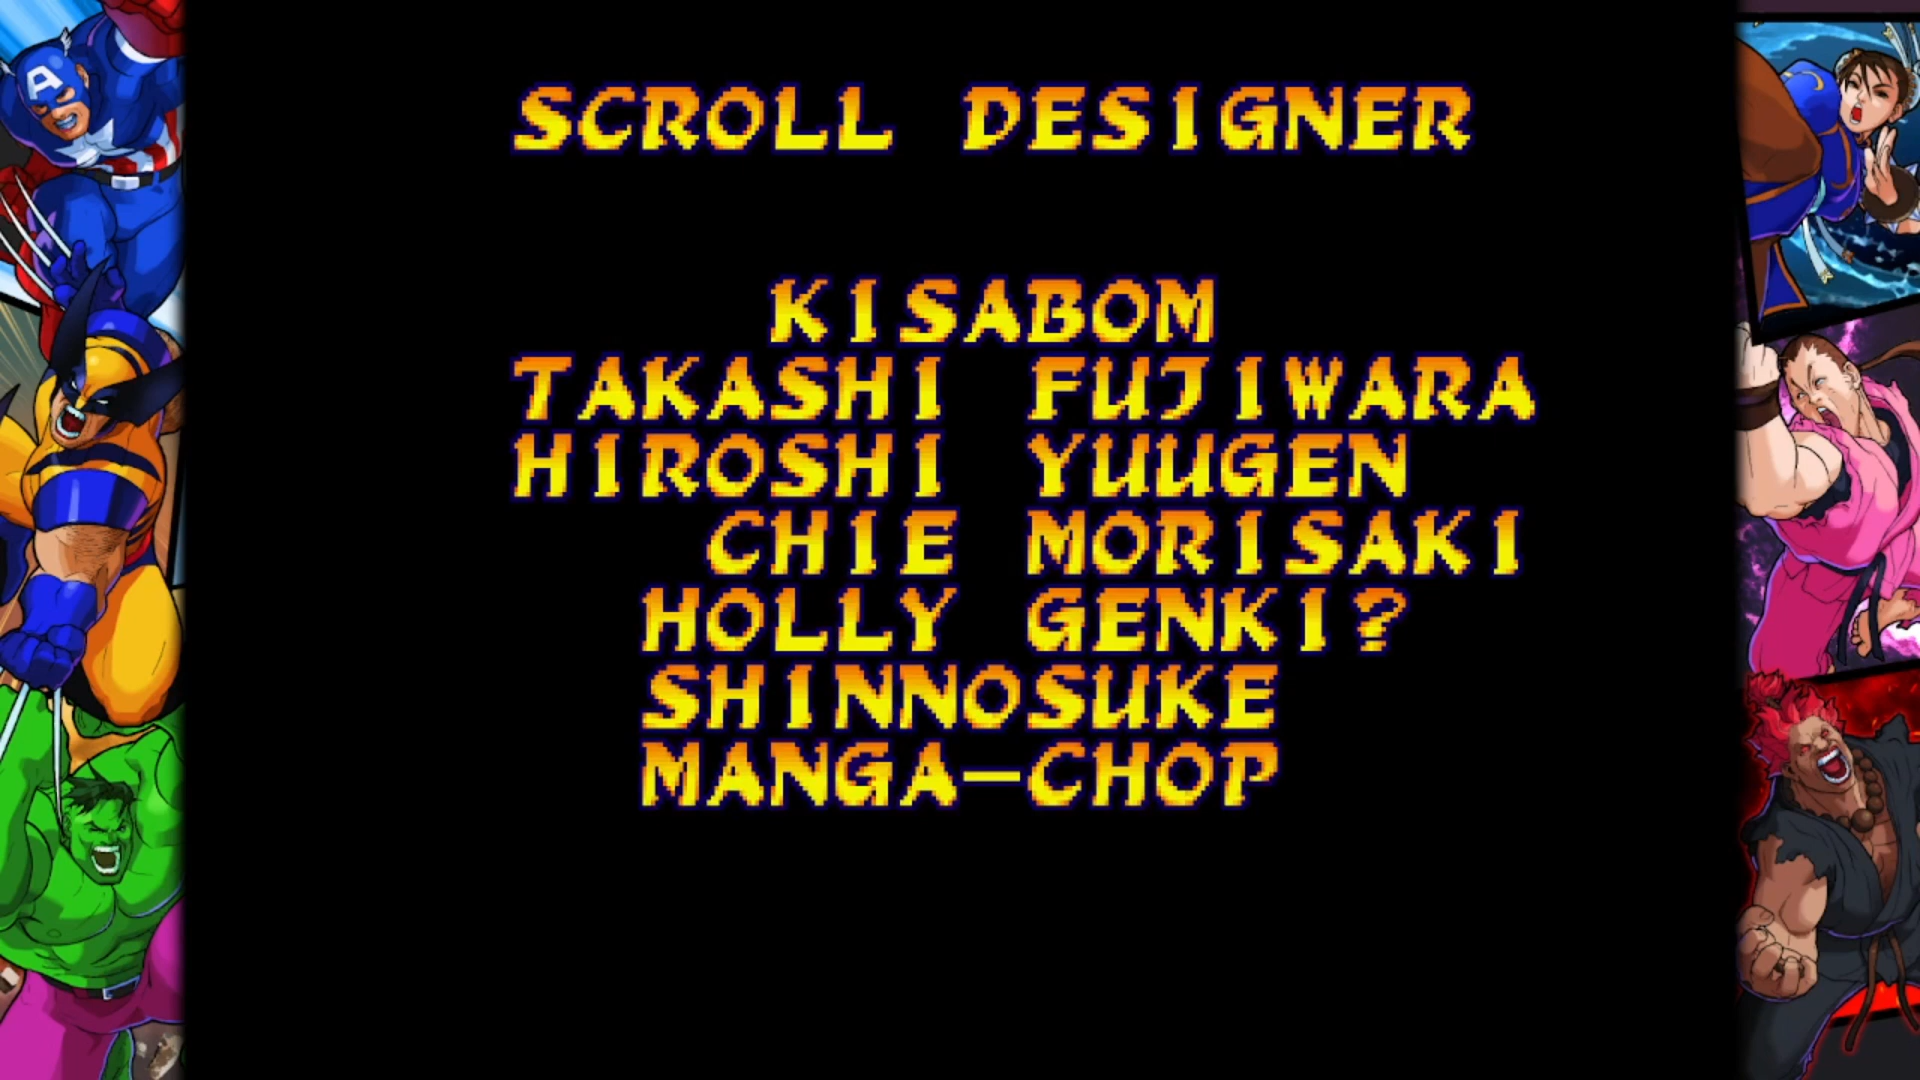 SCROLL DESIGNER
KISABOM
TAKASHI FUJIWARA
HIROSHI YUUGEN
CHIE MORISAKI
HOLLY GENKI?
SHINNOSUKE
MANGA-CHOP
A